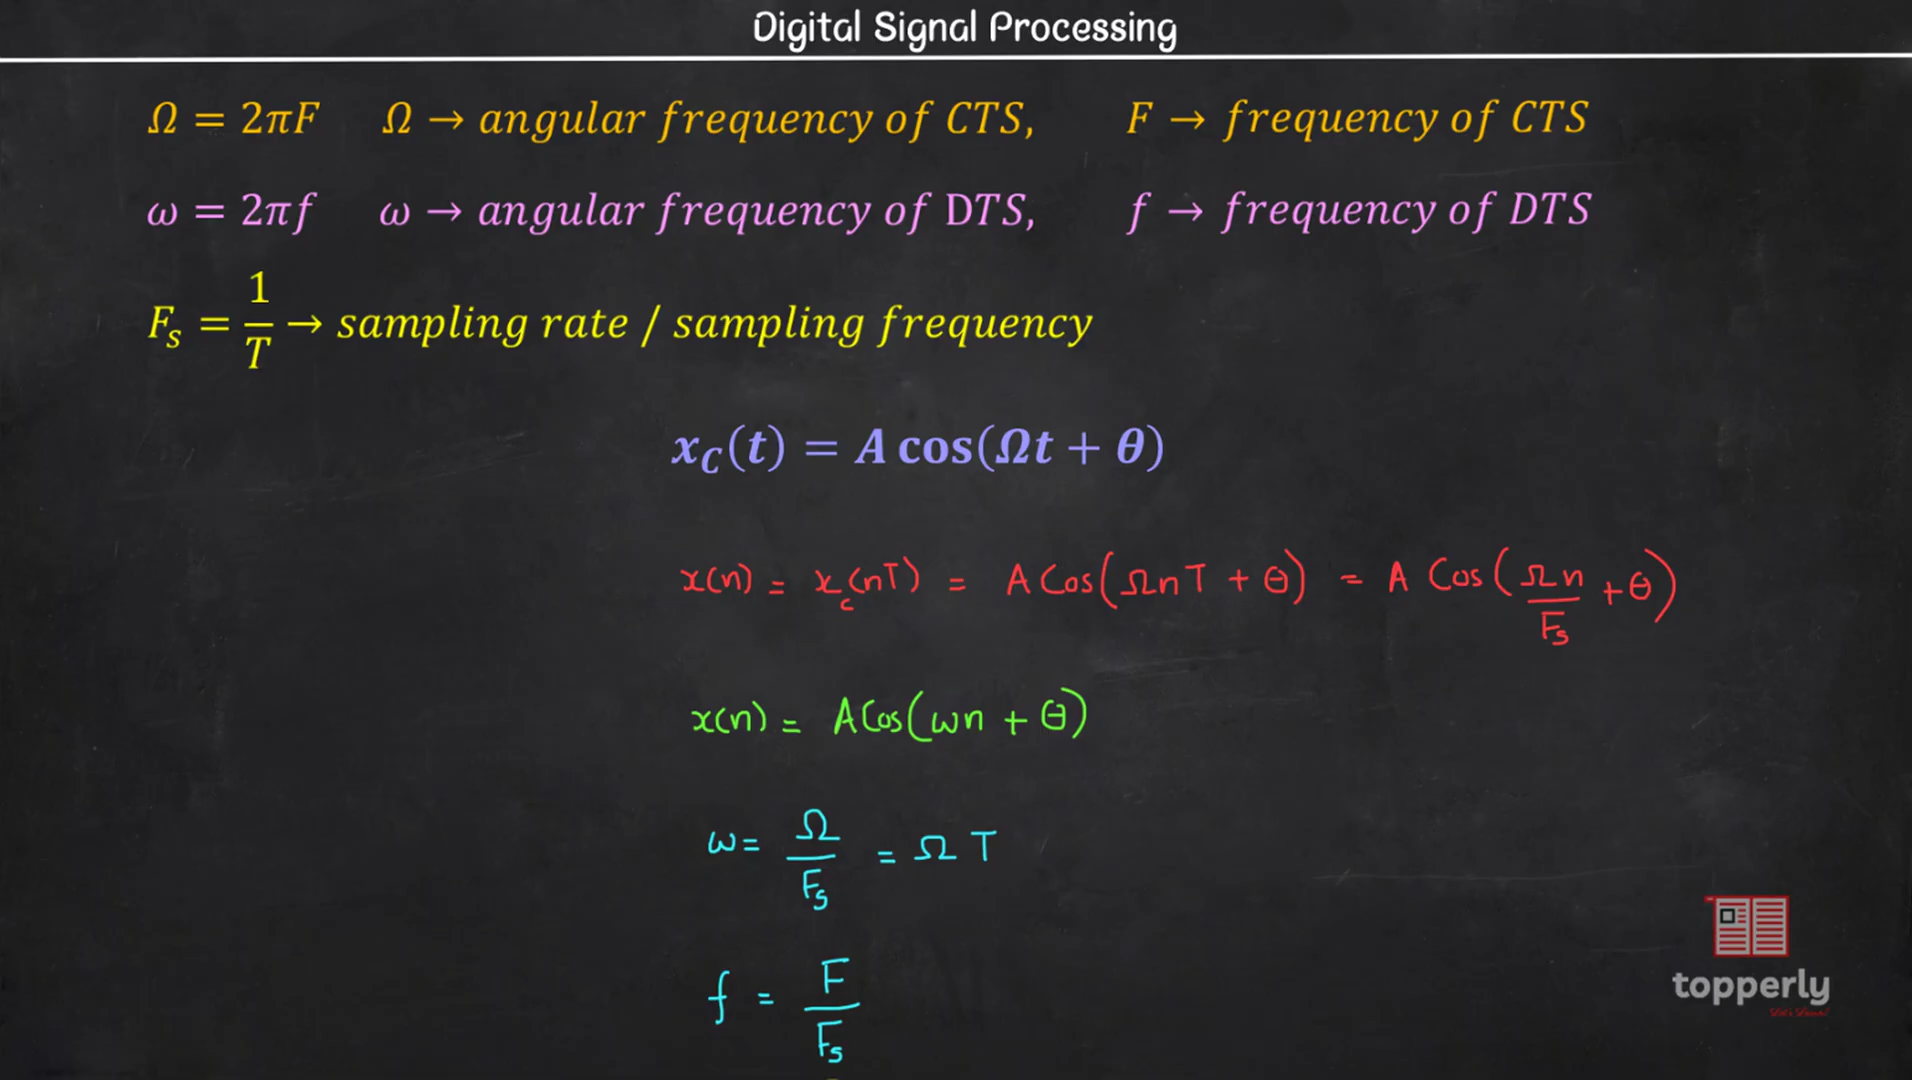 Digital Signal Processing
Ω = 2πF Ω → angular frequency of CTS, F → frequency of CTS
ω = 2πf ω → angular frequency of DTS, f → frequency of DTS
F_s = 1/T → sampling rate / sampling frequency
x_C(t) = A cos(Ωt + θ)
x(n) = x_c(nT) = A Cos(ΩnT + θ) = A Cos(Ωn/F_s + θ)
x(n) = A Cos(ωn + θ)
ω = Ω/F_s = Ω T
f = F/F_s
topperly
Let's Learn!